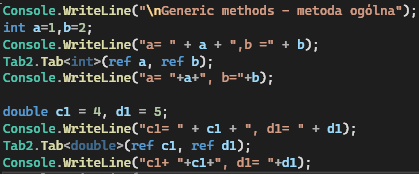 Console.WriteLine("\nGeneric methods - metoda ogólna");
int a=1,b=2;
Console.WriteLine("a= " + a + ",b =" + b);
Tab2.Tab<int>(ref a, ref b);
Console.WriteLine("a= "+a+", b="+b);
double c1 = 4, d1 = 5;
Console.WriteLine("c1= " + c1 + ", d1= " + d1);
Tab2.Tab<double>(ref c1, ref d1);
Console.WriteLine("c1+ "+c1+", d1= "+d1);